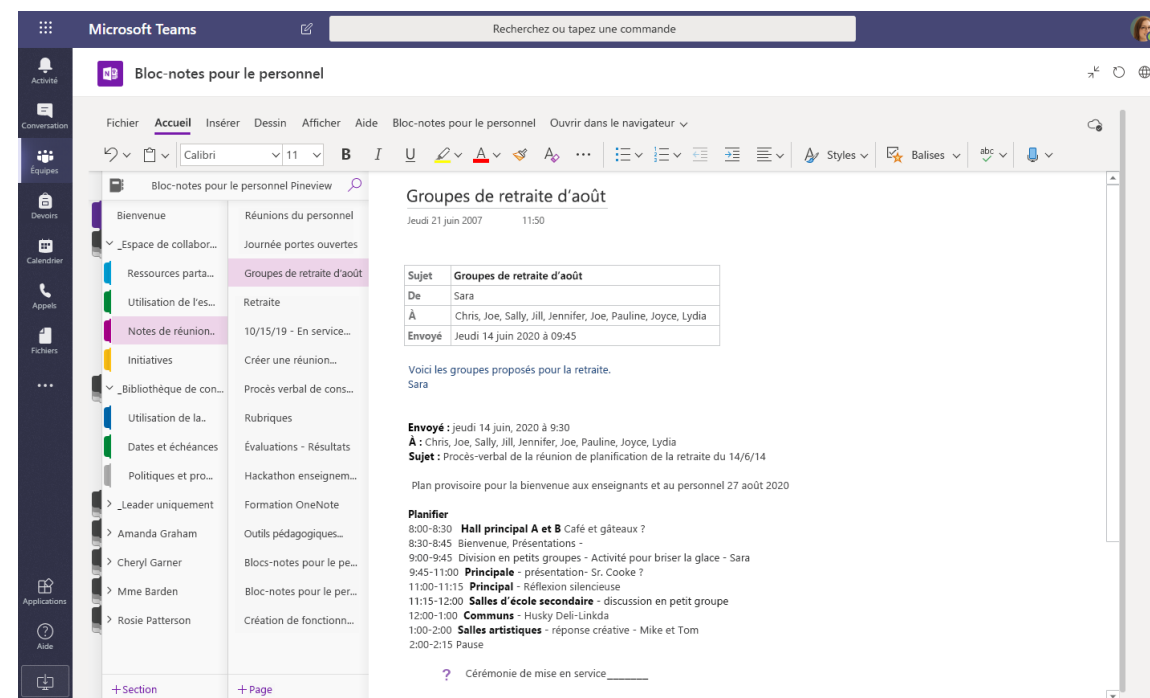 Microsoft Teams
Recherchez ou tapez une commande
Activité
Conversation
Équipes
Devoirs
Calendrier
Appels
Fichiers
Applications
Aide
Bloc-notes pour le personnel
Fichier Accueil Insérer Dessin Afficher Aide Bloc-notes pour le personnel Ouvrir dans le navigateur
Calibri 11 B I U A A Styles Balises abc
Bloc-notes pour le personnel Pineview
Bienvenue
_Espace de collabor...
Ressources parta...
Utilisation de l'es...
Notes de réunion..
Initiatives
_Bibliothèque de con...
Utilisation de la..
Dates et échéances
Politiques et pro...
_Leader uniquement
Amanda Graham
Cheryl Garner
Mme Barden
Rosie Patterson
+Section
Réunions du personnel
Journée portes ouvertes
Groupes de retraite d'août
Retraite
10/15/19 - En service...
Créer une réunion...
Procès verbal de cons...
Rubriques
Évaluations - Résultats
Hackathon enseignem...
Formation OneNote
Outils pédagogiques...
Blocs-notes pour le pe...
Bloc-notes pour le per...
Création de fonctionn...
+Page
Groupes de retraite d'août
Jeudi 21 juin 2007 11:50
Sujet Groupes de retraite d'août
De Sara
À Chris, Joe, Sally, Jill, Jennifer, Joe, Pauline, Joyce, Lydia
Envoyé Jeudi 14 juin 2020 à 09:45
Voici les groupes proposés pour la retraite.
Sara
Envoyé : jeudi 14 juin, 2020 à 9:30
À : Chris, Joe, Sally, Jill, Jennifer, Joe, Pauline, Joyce, Lydia
Sujet : Procès-verbal de la réunion de planification de la retraite du 14/6/14
Plan provisoire pour la bienvenue aux enseignants et au personnel 27 août 2020
Planifier
8:00-8:30 Hall principal A et B Café et gâteaux ?
8:30-8:45 Bienvenue, Présentations -
9:00-9:45 Division en petits groupes - Activité pour briser la glace - Sara
9:45-11:00 Principale - présentation- Sr. Cooke ?
11:00-11:15 Principal - Réflexion silencieuse
11:15-12:00 Salles d'école secondaire - discussion en petit groupe
12:00-1:00 Communs - Husky Deli-Linkda
1:00-2:00 Salles artistiques - réponse créative - Mike et Tom
2:00-2:15 Pause
? Cérémonie de mise en service_______